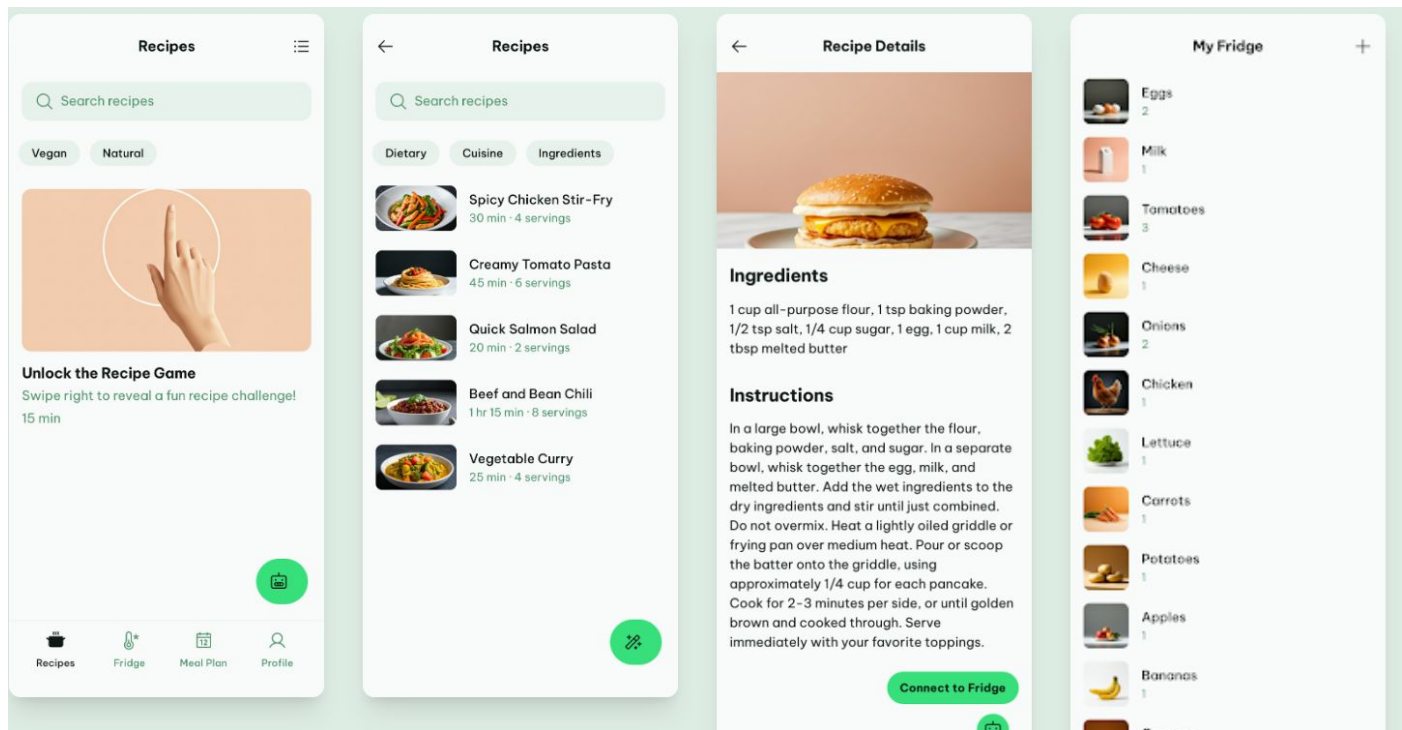 Recipes
Search recipes
Vegan
Natural
Unlock the Recipe Game
Swipe right to reveal a fun recipe challenge!
15 min
12
Recipes
Fridge
Meal Plan
Profile
Recipes
Search recipes
Dietary
Cuisine
Ingredients
Spicy Chicken Stir-Fry
30 min · 4 servings
Creamy Tomato Pasta
45 min · 6 servings
Quick Salmon Salad
20 min · 2 servings
Beef and Bean Chili
1 hr 15 min · 8 servings
Vegetable Curry
25 min · 4 servings
Recipe Details
Ingredients
1 cup all-purpose flour, 1 tsp baking powder,
1/2 tsp salt, 1/4 cup sugar, 1 egg, 1 cup milk, 2
tbsp melted butter
Instructions
In a large bowl, whisk together the flour,
baking powder, salt, and sugar. In a separate
bowl, whisk together the egg, milk, and
melted butter. Add the wet ingredients to the
dry ingredients and stir until just combined.
Do not overmix. Heat a lightly oiled griddle or
frying pan over medium heat. Pour or scoop
the batter onto the griddle, using
approximately 1/4 cup for each pancake.
Cook for 2-3 minutes per side, or until golden
brown and cooked through. Serve
immediately with your favorite toppings.
Connect to Fridge
My Fridge
Eggs
2
Milk
1
Tomatoes
3
Cheese
1
Onions
2
Chicken
1
Lettuce
1
Carrots
1
Potatoes
1
Apples
1
Bananas
1